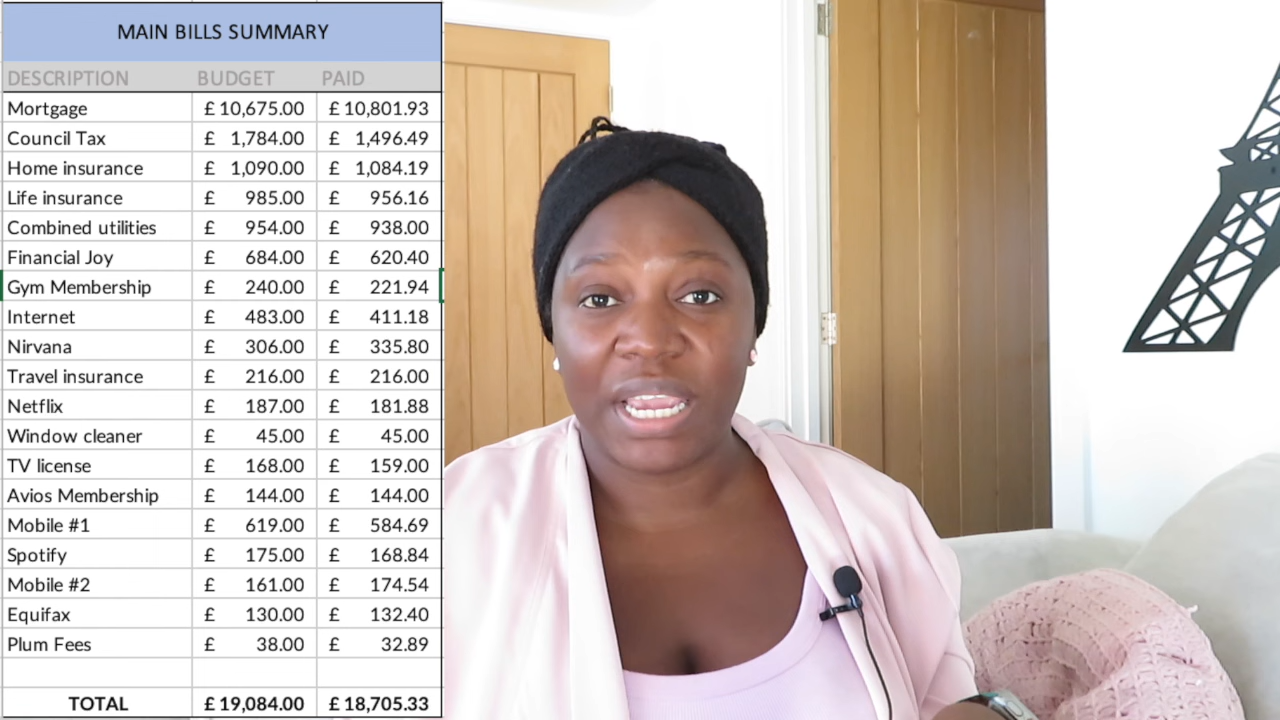 MAIN BILLS SUMMARY
DESCRIPTION BUDGET PAID
Mortgage £ 10,675.00 £ 10,801.93
Council Tax £ 1,784.00 £ 1,496.49
Home insurance £ 1,090.00 £ 1,084.19
Life insurance £ 985.00 £ 956.16
Combined utilities £ 954.00 £ 938.00
Financial Joy £ 684.00 £ 620.40
Gym Membership £ 240.00 £ 221.94
Internet £ 483.00 £ 411.18
Nirvana £ 306.00 £ 335.80
Travel insurance £ 216.00 £ 216.00
Netflix £ 187.00 £ 181.88
Window cleaner £ 45.00 £ 45.00
TV license £ 168.00 £ 159.00
Avios Membership £ 144.00 £ 144.00
Mobile #1 £ 619.00 £ 584.69
Spotify £ 175.00 £ 168.84
Mobile #2 £ 161.00 £ 174.54
Equifax £ 130.00 £ 132.40
Plum Fees £ 38.00 £ 32.89
TOTAL £ 19,084.00 £ 18,705.33